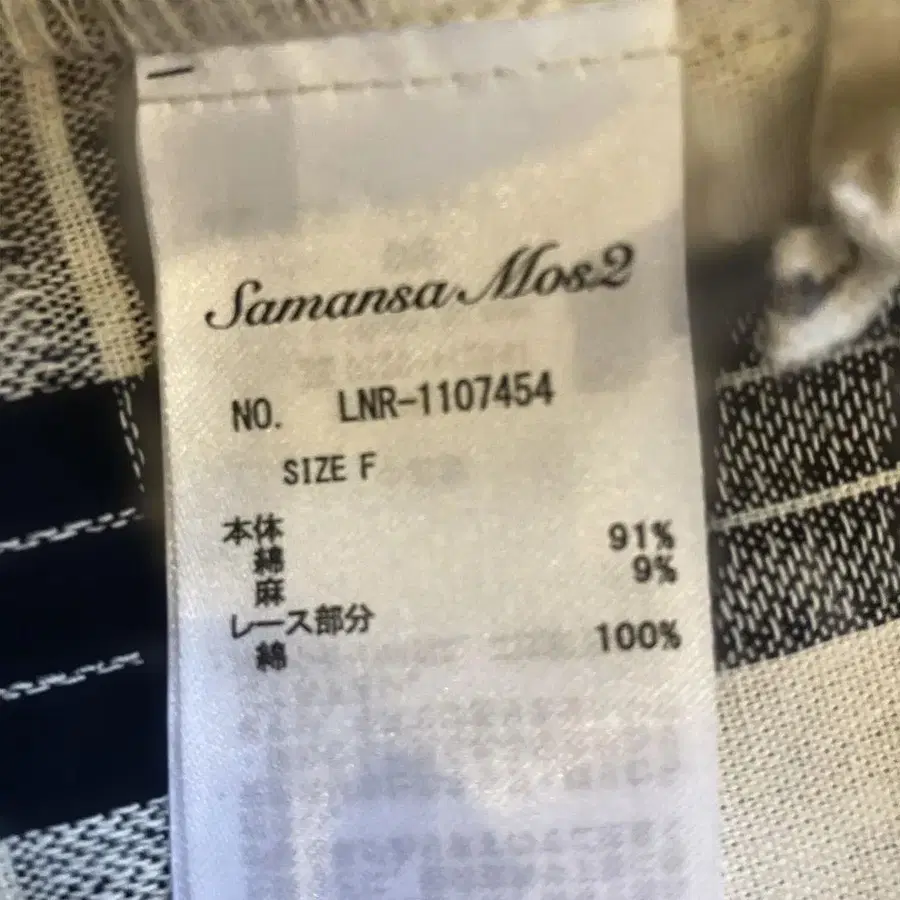 Samansa Mos2
NO. LNR-1107454
SIZE F
本体
綿 91%
麻 9%
レース部分
綿 100%